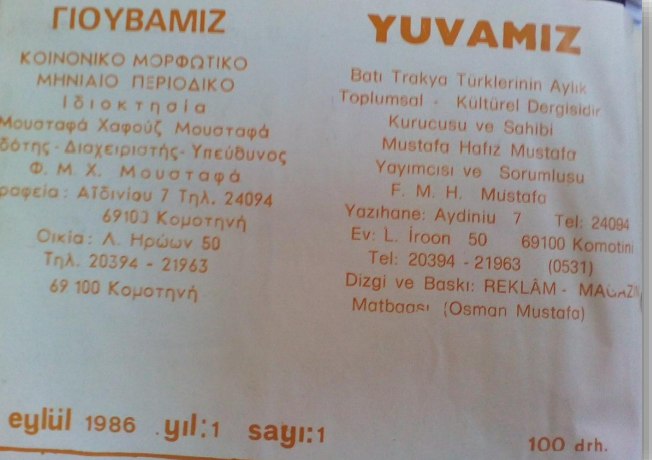 ΓΙΟΥΒΑΜΙΖ
ΚΟΙΝΟΝΙΚΟ ΜΟΡΦΩΤΙΚΟ
ΜΗΝΙΑΙΟ ΠΕΡΙΟΔΙΚΟ
Ιδιοκτησία
Μουσταφά Χαφούζ Μουσταφά
δότης - Διαχειριστής - Υπεύθυνος
Φ. Μ. Χ. Μουσταφά
ραφεία : Αϊδινίου 7 Τηλ. 24094
69100 Κομοτηνή
Οικία : Λ. Ηρώων 50
Τηλ. 20394 - 21963
69 100 Κομοτηνή
YUVAMIZ
Batı Trakya Türklerinin Aylık
Toplumsal - Kültürel Dergisidir
Kurucusu ve Sahibi
Mustafa Hafız Mustafa
Yayımcısı ve Sorumlusu
F. M. H. Mustafa
Yazıhane: Aydiniu 7 Tel: 24094
Ev: L. İroon 50 69100 Komotini
Tel: 20394 - 21963 (0531)
Dizgi ve Baskı: REKLÂM - MAGAZİN
Matbaası (Osman Mustafa)
eylül 1986 yıl:1 sayı:1
100 drh.